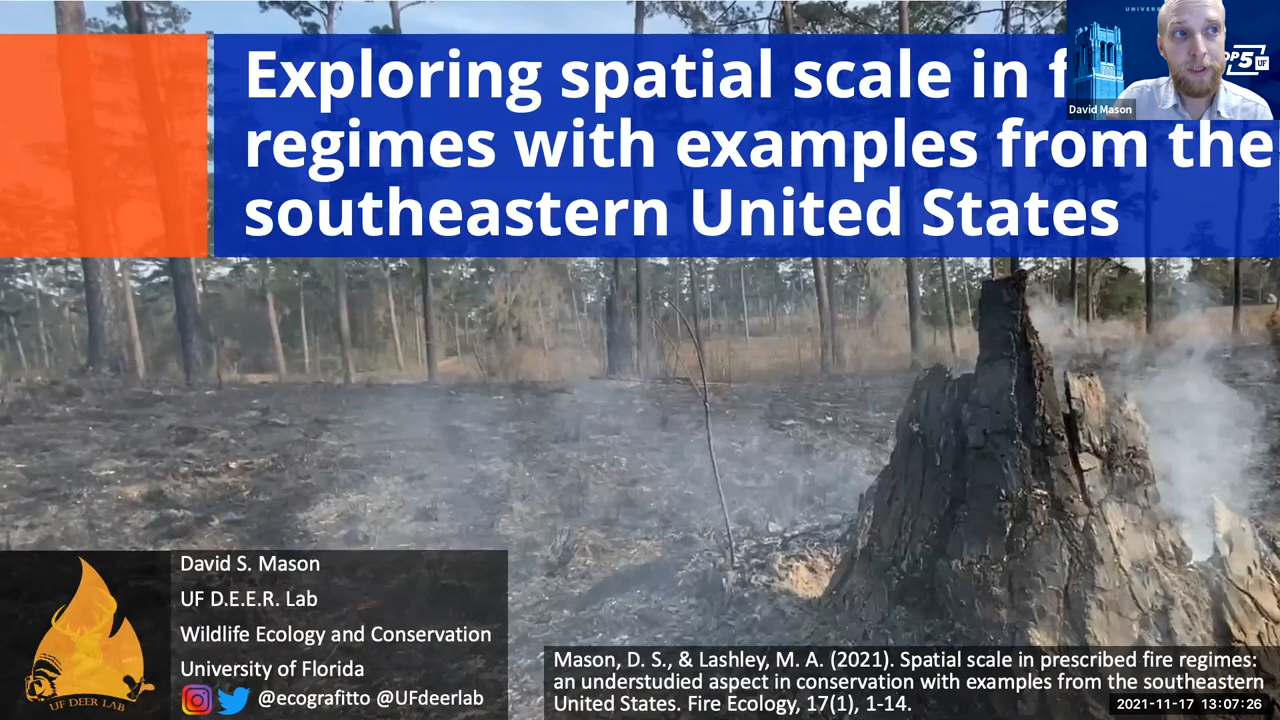 Exploring spatial scale in f
regimes with examples from the
southeastern United States
UNIVERS
OP5 UF
David Mason
David S. Mason
UF D.E.E.R. Lab
Wildlife Ecology and Conservation
University of Florida
@ecografitto @UFdeerlab
UF DEER LAB
Mason, D. S., & Lashley, M. A. (2021). Spatial scale in prescribed fire regimes:
an understudied aspect in conservation with examples from the southeastern
United States. Fire Ecology, 17(1), 1-14.
2021-11-17 13:07:26